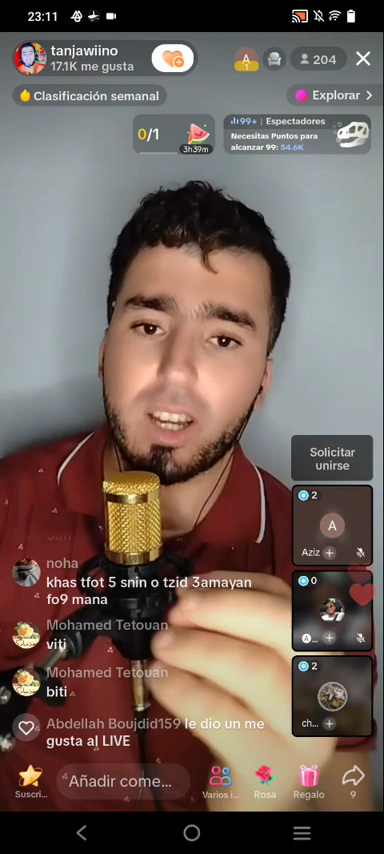 23:11
tanjawiino
17.1K me gusta
A
1
204
Clasificación semanal
Explorar
0/1
3h39m
99+ | Espectadores
Necesitas Puntos para
alcanzar 99: 54.6K
Solicitar
unirse
2
A
Aziz
noha
khas tfot 5 snin o tzid 3amayan
fo9 mana
0
A...
Mohamed Tetouan
viti
Mohamed Tetouan
biti
2
ch...
Abdellah Boujdid159 le dio un me
gusta al LIVE
Suscri...
Añadir come...
Varios i...
Rosa
Regalo
9